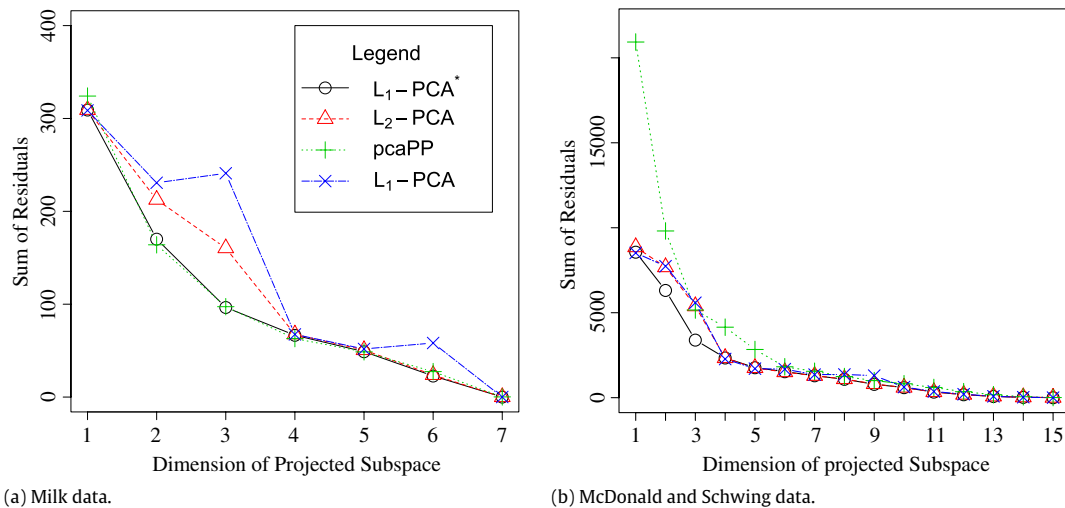 400
300
200
100
0
Sum of Residuals
Legend
L₁−PCA*
L₂−PCA
pcaPP
L₁−PCA
1 2 3 4 5 6 7
Dimension of Projected Subspace
(a) Milk data.
15000
5000
0
Sum of Residuals
1 3 5 7 9 11 13 15
Dimension of projected Subspace
(b) McDonald and Schwing data.